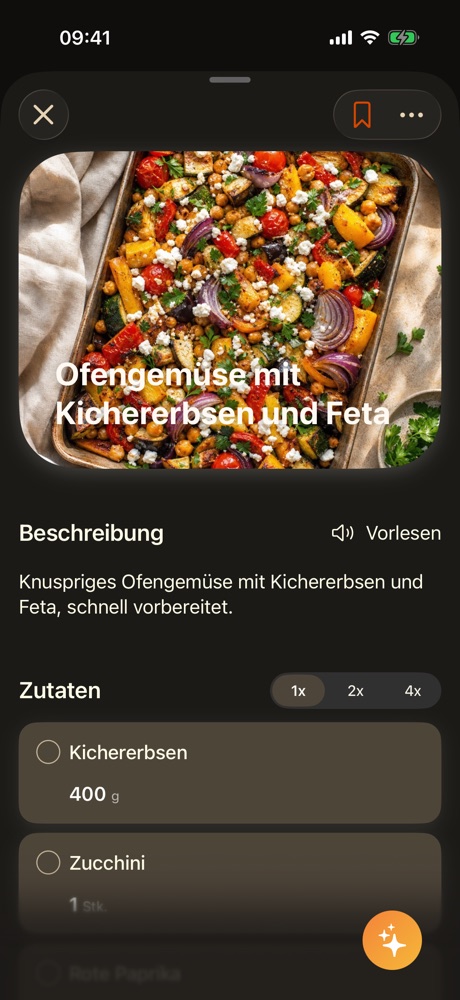 09:41
Ofengemüse mit
Kichererbsen und Feta
Beschreibung
Vorlesen
Knuspriges Ofengemüse mit Kichererbsen und
Feta, schnell vorbereitet.
Zutaten
1x 2x 4x
Kichererbsen
400 g
Zucchini
1 Stk.
Rote Paprika